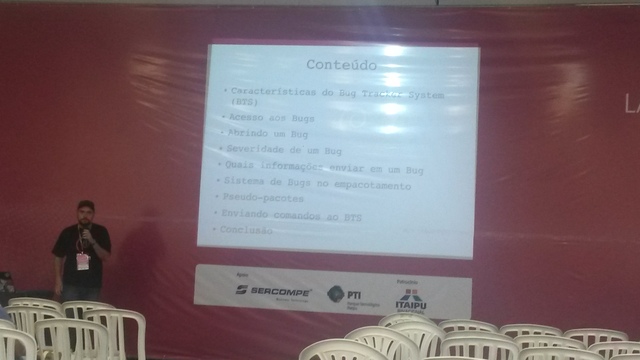 Conteúdo
• Características do Bug Tracker System
(BTS)
• Acesso aos Bugs
• Abrindo um Bug
• Severidade de um Bug
• Quais informações enviar em um Bug
• Sistema de Bugs no empacotamento
• Pseudo-pacotes
• Enviando comandos ao BTS
• Conclusão
Apoio
SERCOMPE
PTI
Patrocínio
ITAIPU
LA